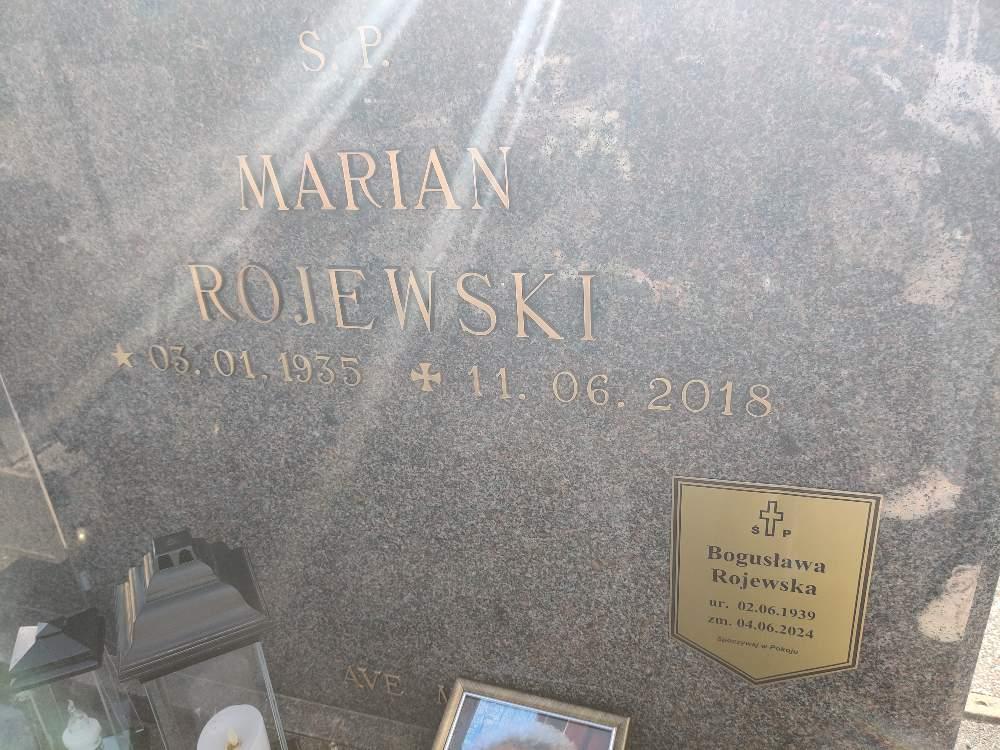 Ś. P.
MARIAN
ROJEWSKI
03. 01. 1935 11. 06. 2018
Ś P
Bogusława
Rojewska
ur. 02.06.1939
zm. 04.06.2024
Spoczywaj w Pokoju
AVE